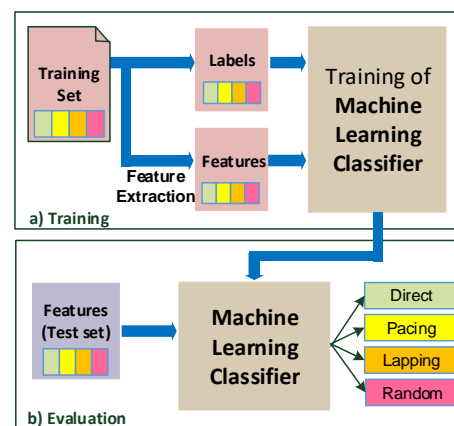 Training
Set
Labels
Features
Feature
Extraction
Training of
Machine
Learning
Classifier
a) Training
Features
(Test set)
Machine
Learning
Classifier
Direct
Pacing
Lapping
Random
b) Evaluation